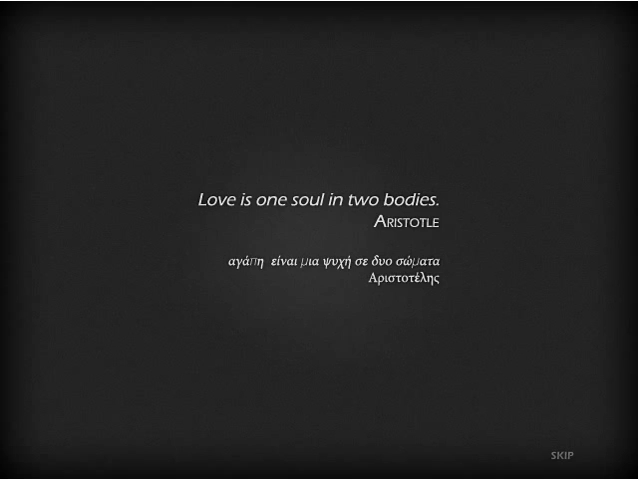 Love is one soul in two bodies.
ARISTOTLE
αγάπη είναι μια ψυχή σε δυο σώματα
Αριστοτέλης
SKIP